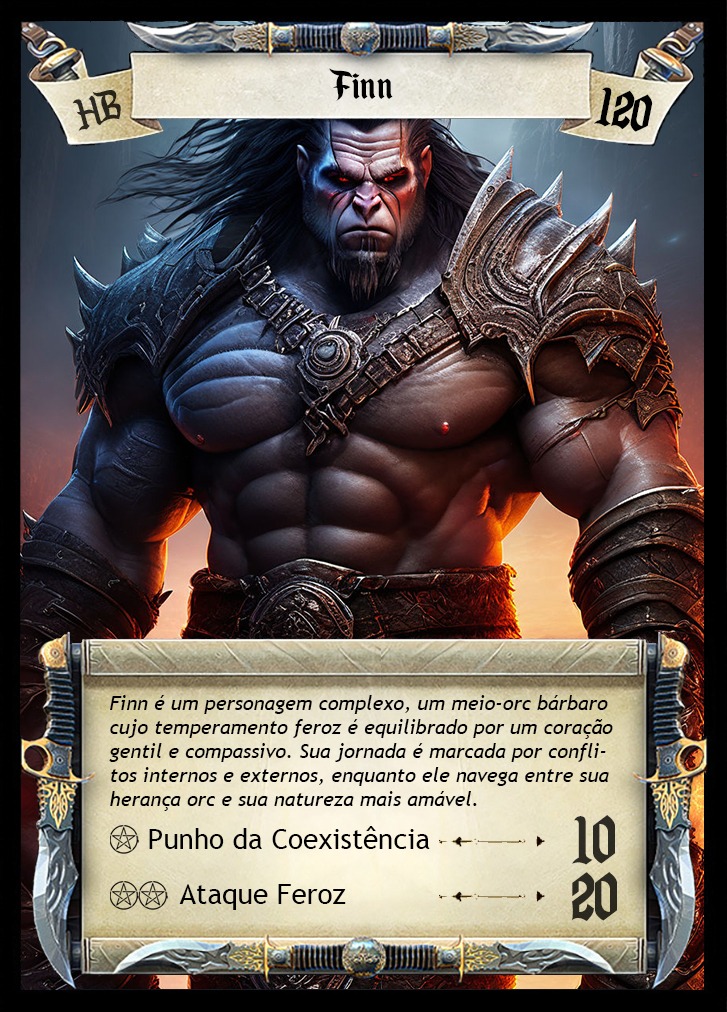 Finn
HB
120
Finn é um personagem complexo, um meio-orc bárbaro
cujo temperamento feroz é equilibrado por um coração
gentil e compassivo. Sua jornada é marcada por confli-
tos internos e externos, enquanto ele navega entre sua
herança orc e sua natureza mais amável.
Punho da Coexistência 10
Ataque Feroz 20